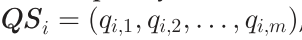 QS_i = (q_{i,1}, q_{i,2}, . . . , q_{i,m}),